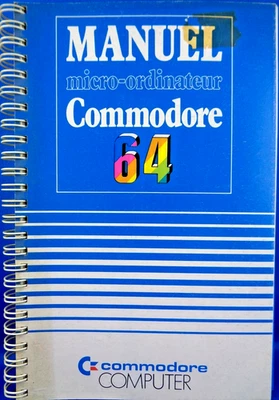 MANUEL
micro-ordinateur
Commodore
64
commodore
COMPUTER